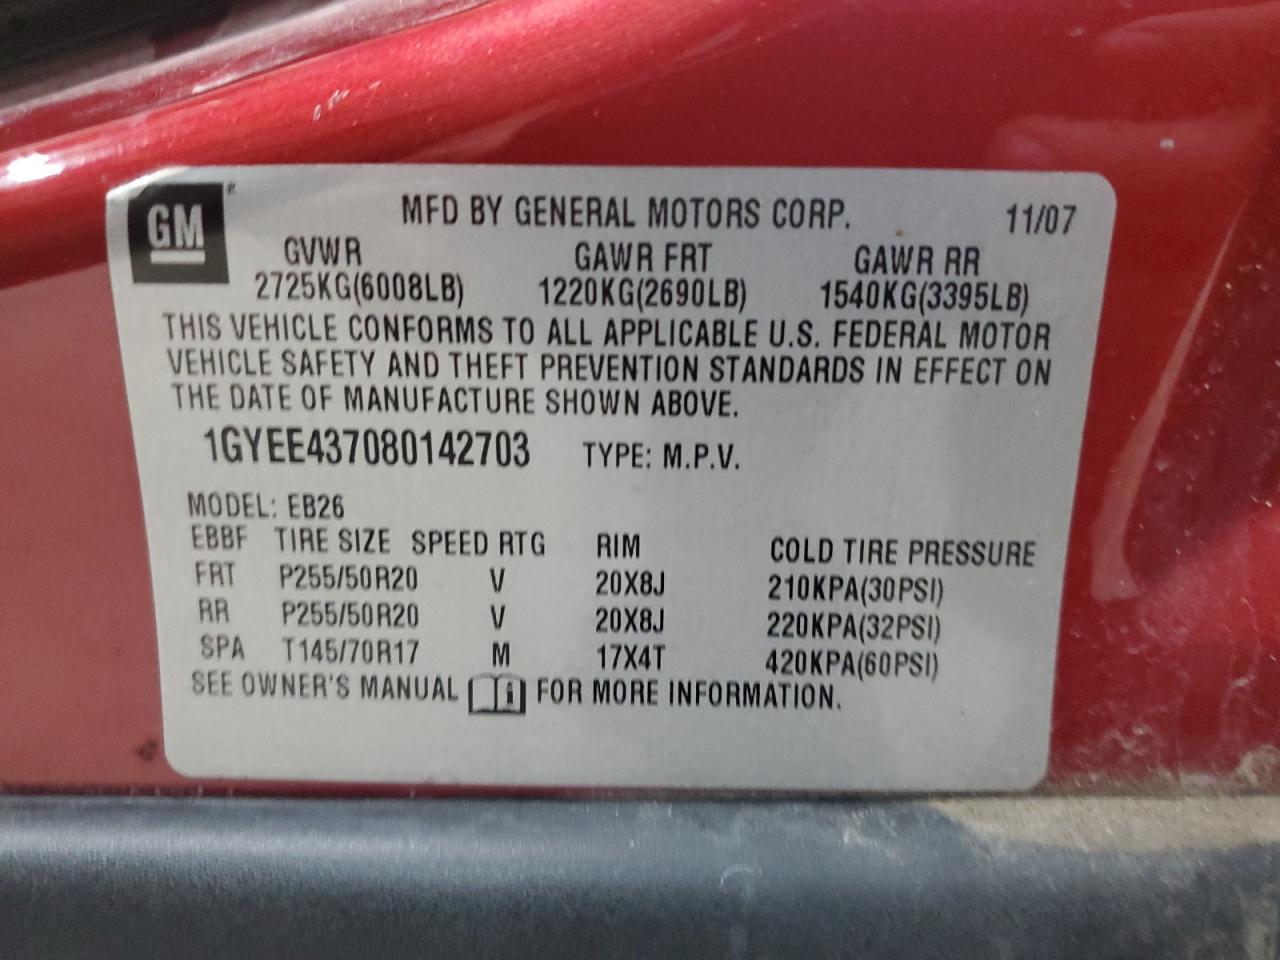 GM®
MFD BY GENERAL MOTORS CORP. 11/07
GVWR GAWR FRT GAWR RR
2725KG(6008LB) 1220KG(2690LB) 1540KG(3395LB)
THIS VEHICLE CONFORMS TO ALL APPLICABLE U.S. FEDERAL MOTOR
VEHICLE SAFETY AND THEFT PREVENTION STANDARDS IN EFFECT ON
THE DATE OF MANUFACTURE SHOWN ABOVE.
1GYEE437080142703 TYPE: M.P.V.
MODEL: EB26
EBBF TIRE SIZE SPEED RTG RIM COLD TIRE PRESSURE
FRT P255/50R20 V 20X8J 210KPA(30PSI)
RR P255/50R20 V 20X8J 220KPA(32PSI)
SPA T145/70R17 M 17X4T 420KPA(60PSI)
SEE OWNER'S MANUAL i FOR MORE INFORMATION.